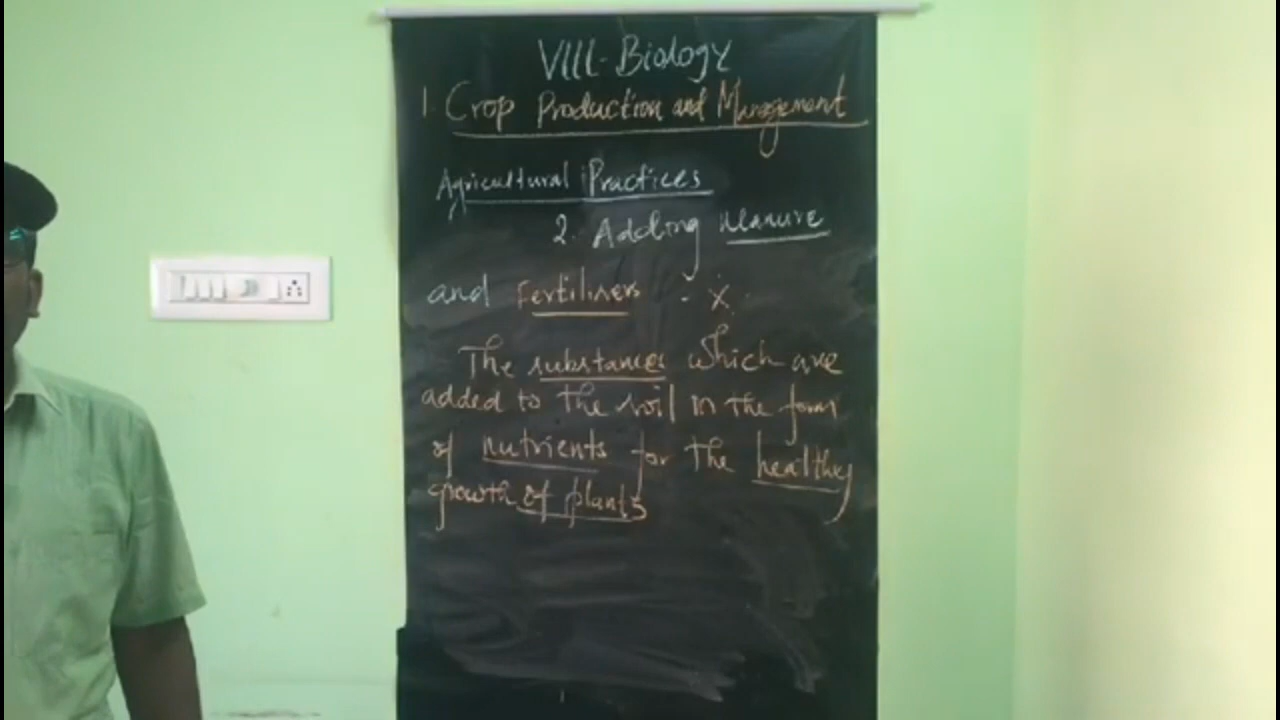 VIII-Biology
1. Crop Production and Management
Agricultural Practices
2. Adding Manure
and Fertilizers :- X.
The substances which are
added to the soil in the form
of nutrients for the healthy
growth of plants